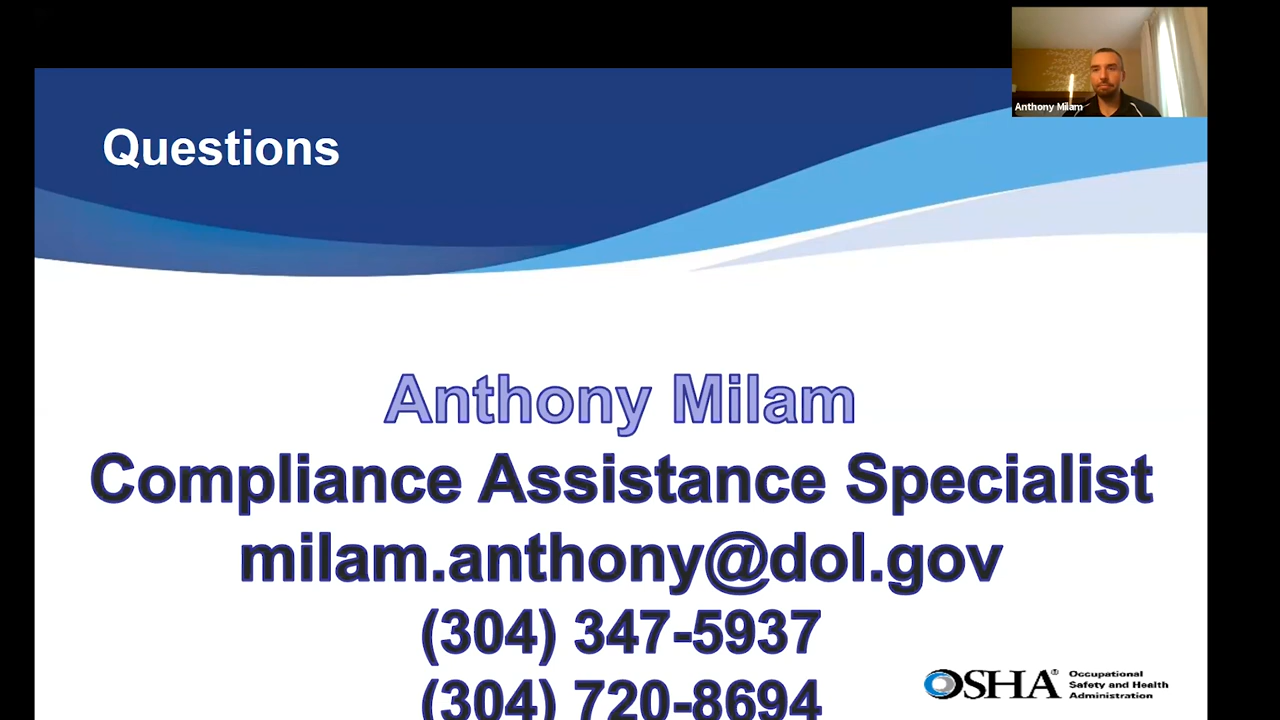 Anthony Milam
Questions
Anthony Milam
Compliance Assistance Specialist
milam.anthony@dol.gov
(304) 347-5937
(304) 720-8694
OSHA®
Occupational
Safety and Health
Administration